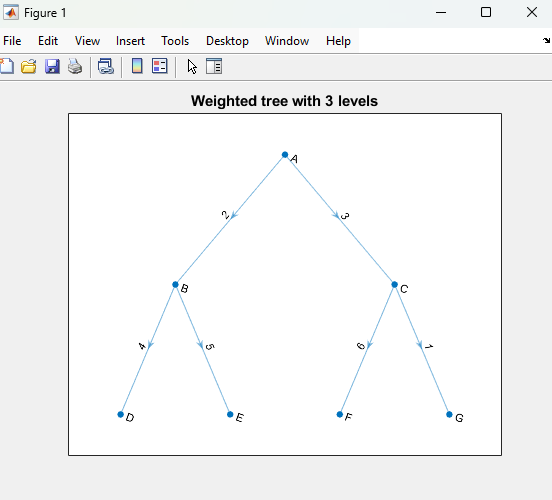 Figure 1
File Edit View Insert Tools Desktop Window Help
Weighted tree with 3 levels
A
2 3
B C
4 5 6 1
D E F G